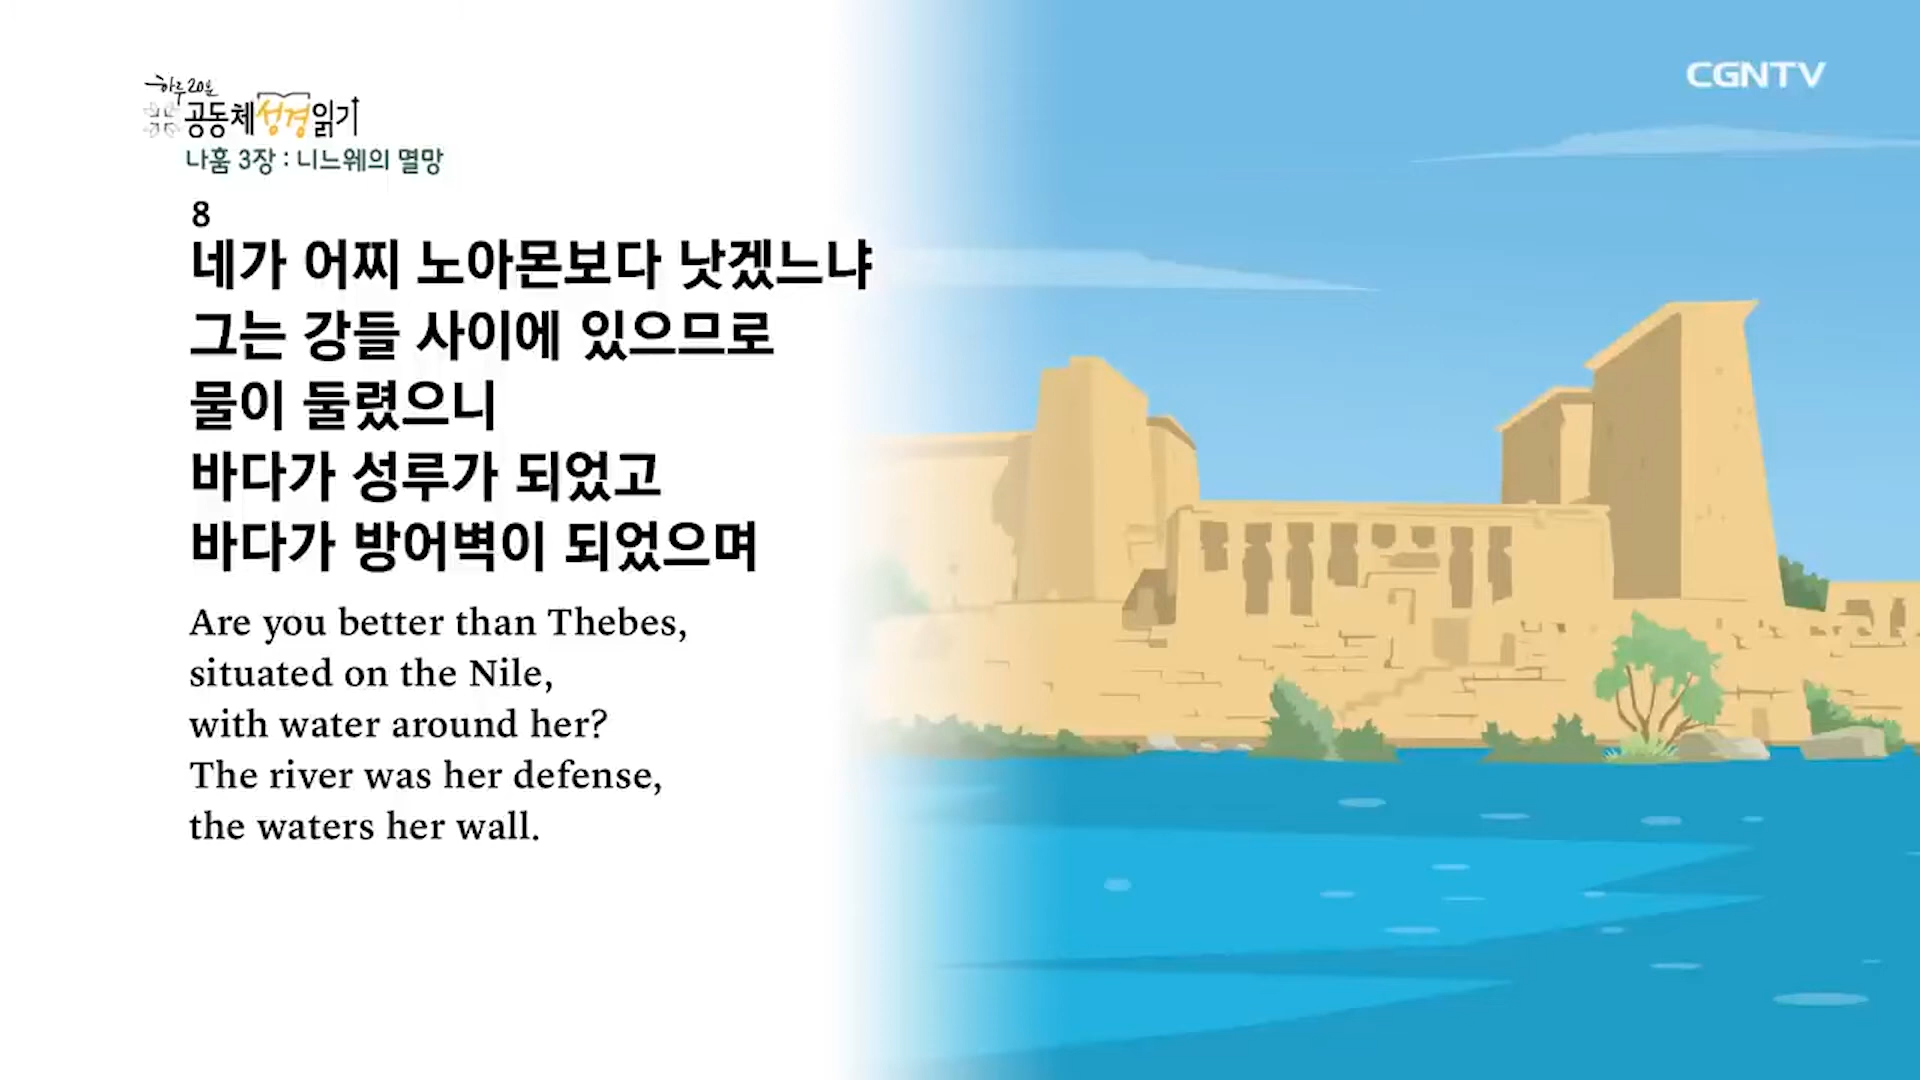 하루 20분
공동체성경읽기
CGNTV
나훔 3장 : 니느웨의 멸망
8
네가 어찌 노아몬보다 낫겠느냐
그는 강들 사이에 있으므로
물이 둘렸으니
바다가 성루가 되었고
바다가 방어벽이 되었으며
Are you better than Thebes,
situated on the Nile,
with water around her?
The river was her defense,
the waters her wall.